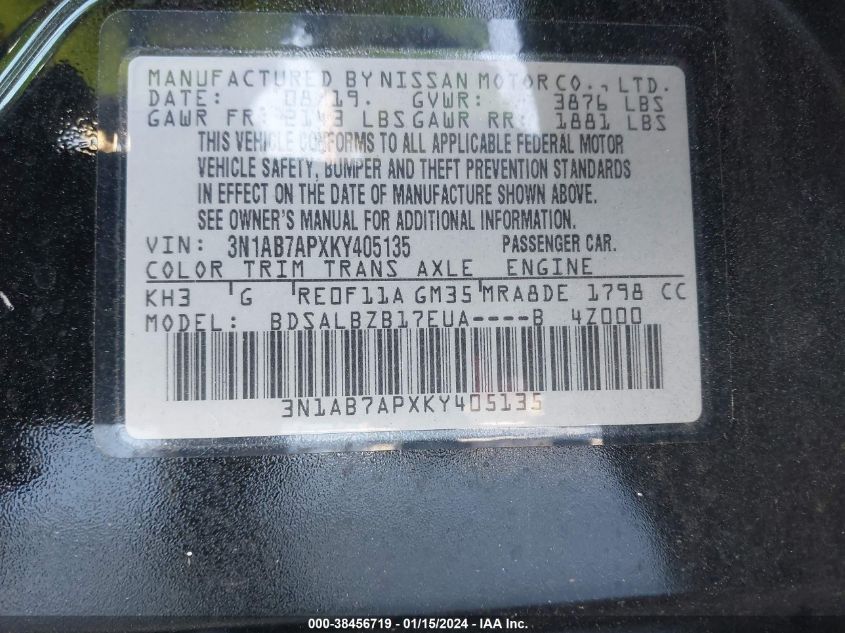 MANUFACTURED BY NISSAN MOTOR CO., LTD.
DATE: 08/19. GVWR: 3876 LBS
GAWR FR: 2143 LBS GAWR RR: 1881 LBS
THIS VEHICLE CONFORMS TO ALL APPLICABLE FEDERAL MOTOR
VEHICLE SAFETY, BUMPER AND THEFT PREVENTION STANDARDS
IN EFFECT ON THE DATE OF MANUFACTURE SHOWN ABOVE.
SEE OWNER'S MANUAL FOR ADDITIONAL INFORMATION.
VIN: 3N1AB7APXKY405135 PASSENGER CAR.
COLOR TRIM TRANS AXLE ENGINE
KH3 G RE0F11A GM35 MRA8DE 1798 CC
MODEL: BDSALBZB17EUA----B 4Z000
3N1AB7APXKY405135
000-38456719 - 01/15/2024 - IAA Inc.